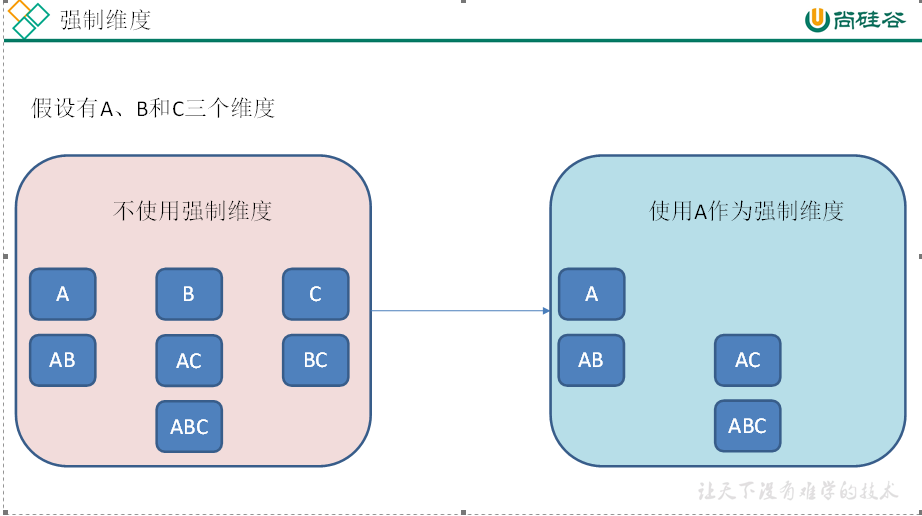 强制维度
尚硅谷
假设有A、B和C三个维度
不使用强制维度
A B C
AB AC BC
ABC
使用A作为强制维度
A
AB AC
ABC
让天下没有难学的技术